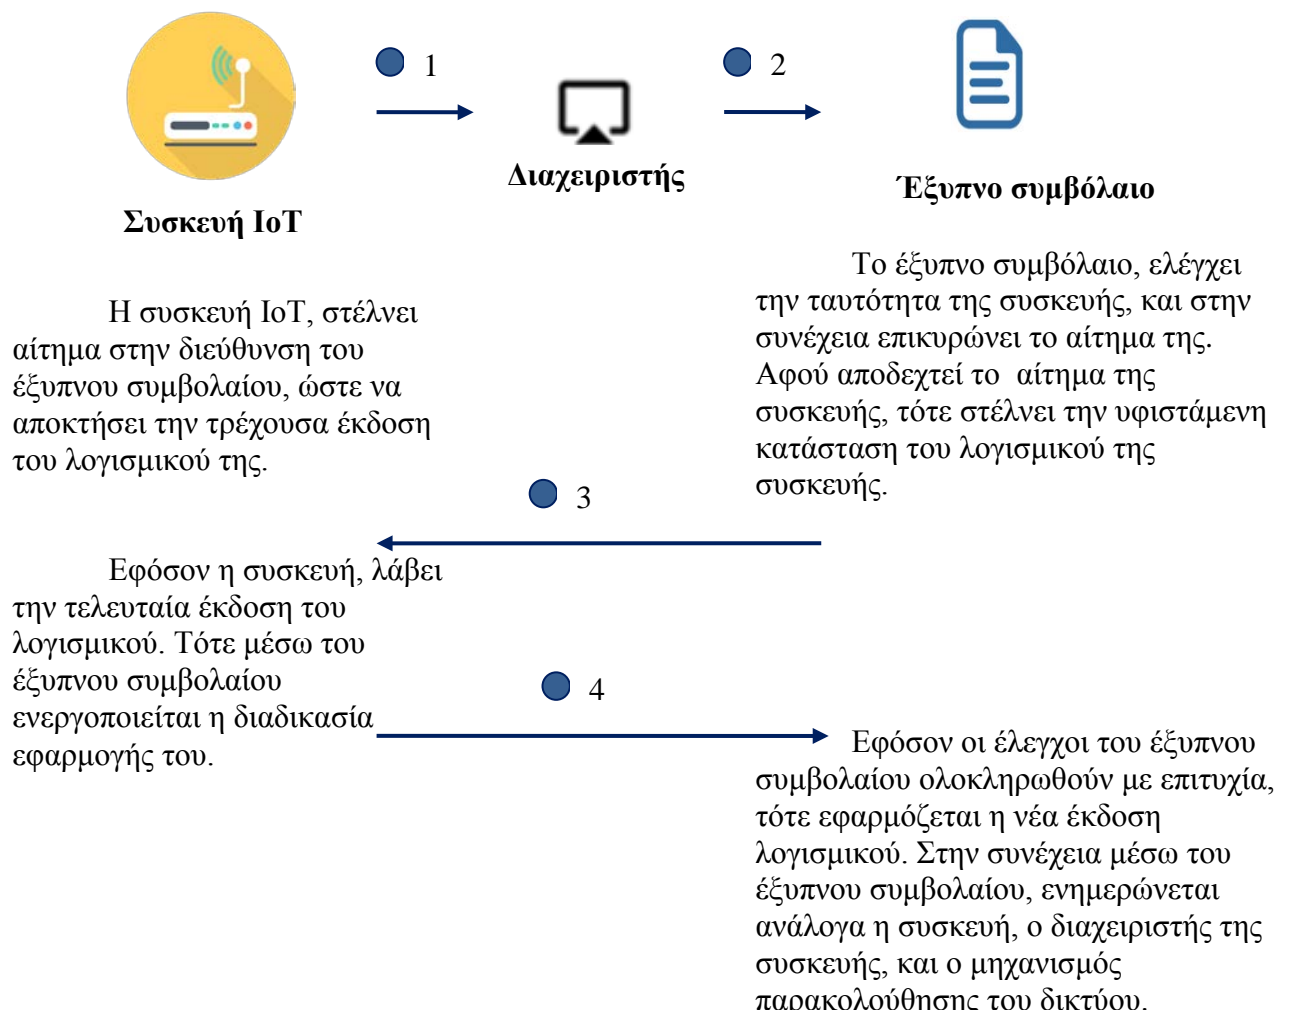 1
2
Διαχειριστής
Έξυπνο συμβόλαιο
Συσκευή IoT
Η συσκευή IoT, στέλνει
αίτημα στην διεύθυνση του
έξυπνου συμβολαίου, ώστε να
αποκτήσει την τρέχουσα έκδοση
του λογισμικού της.
Το έξυπνο συμβόλαιο, ελέγχει
την ταυτότητα της συσκευής, και στην
συνέχεια επικυρώνει το αίτημα της.
Αφού αποδεχτεί το αίτημα της
συσκευής, τότε στέλνει την υφιστάμενη
κατάσταση του λογισμικού της
συσκευής.
3
Εφόσον η συσκευή, λάβει
την τελευταία έκδοση του
λογισμικού. Τότε μέσω του
έξυπνου συμβολαίου
ενεργοποιείται η διαδικασία
εφαρμογής του.
4
Εφόσον οι έλεγχοι του έξυπνου
συμβολαίου ολοκληρωθούν με επιτυχία,
τότε εφαρμόζεται η νέα έκδοση
λογισμικού. Στην συνέχεια μέσω του
έξυπνου συμβολαίου, ενημερώνεται
ανάλογα η συσκευή, ο διαχειριστής της
συσκευής, και ο μηχανισμός
παρακολούθησης του δικτύου.